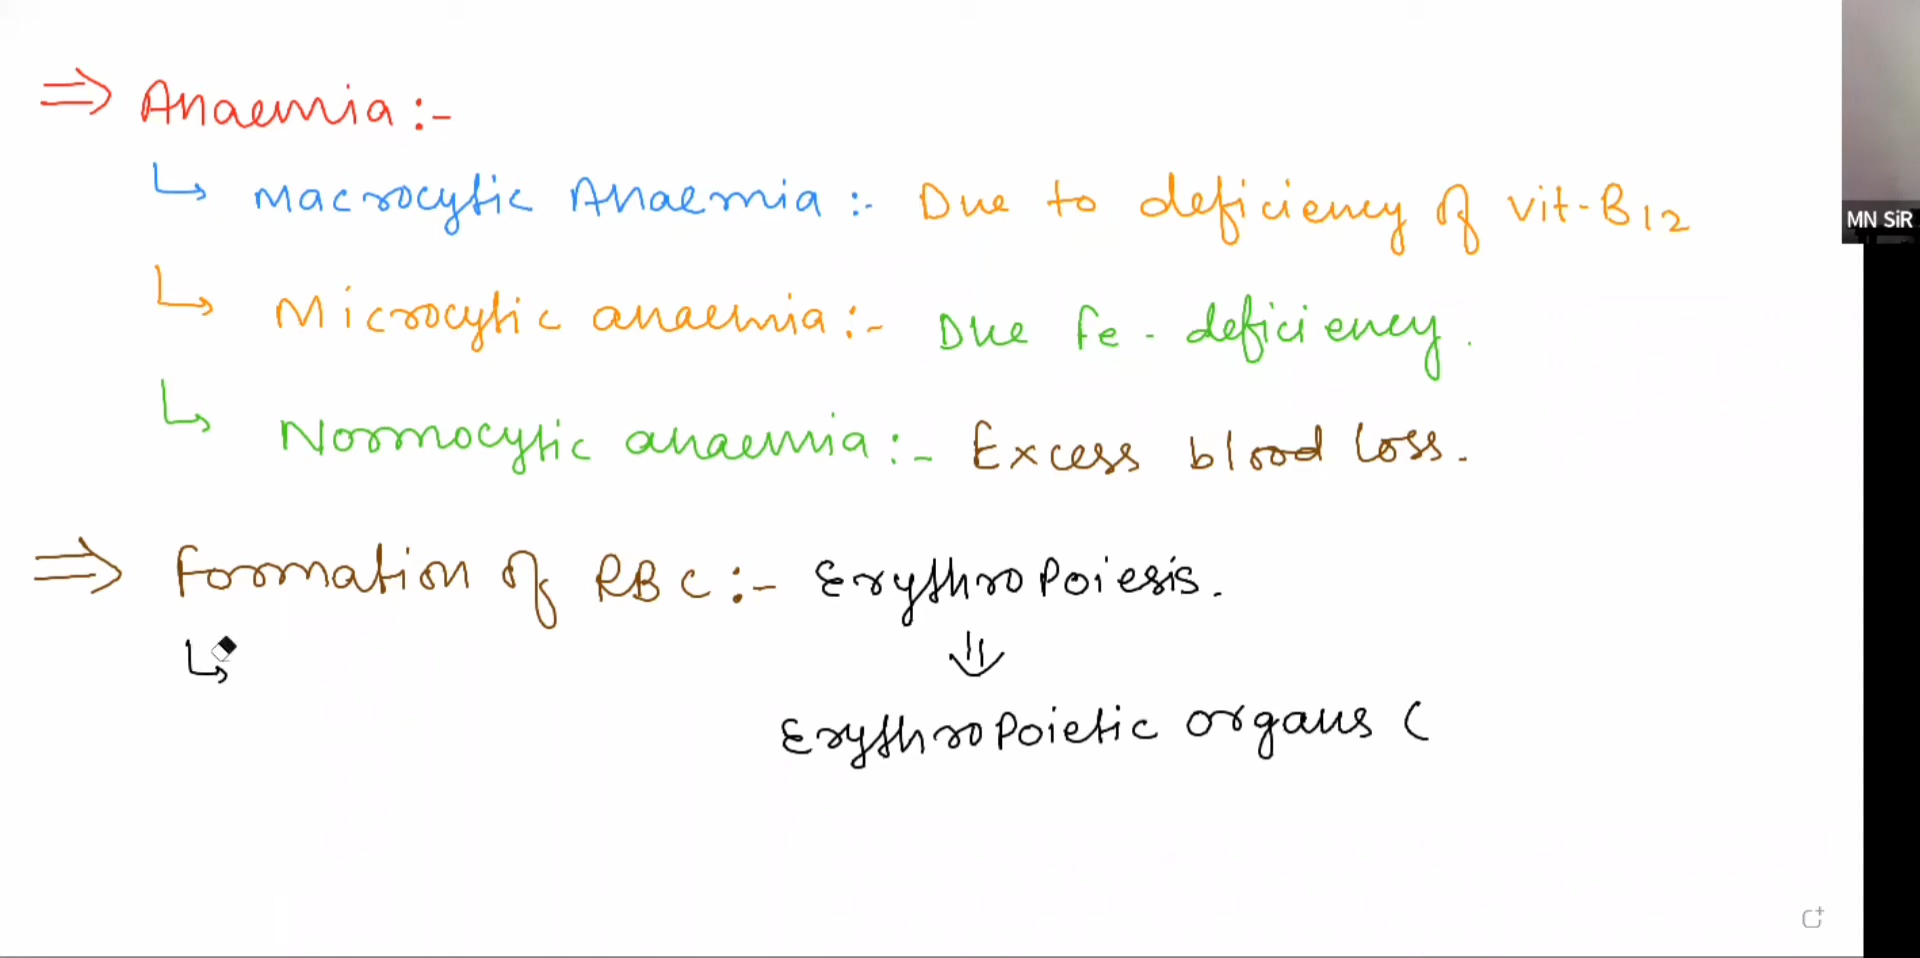 ⇒ Anaemia :-
↳ Macrocytic Anaemia :- Due to deficiency of vit-B12
MN SiR
↳ Microcytic anaemia :- Due Fe - deficiency.
↳ Normocytic anaemia :- Excess blood loss.
⇒ Formation of RBC :- Erythropoiesis.
↳ ⇓
Erythropoietic organs (